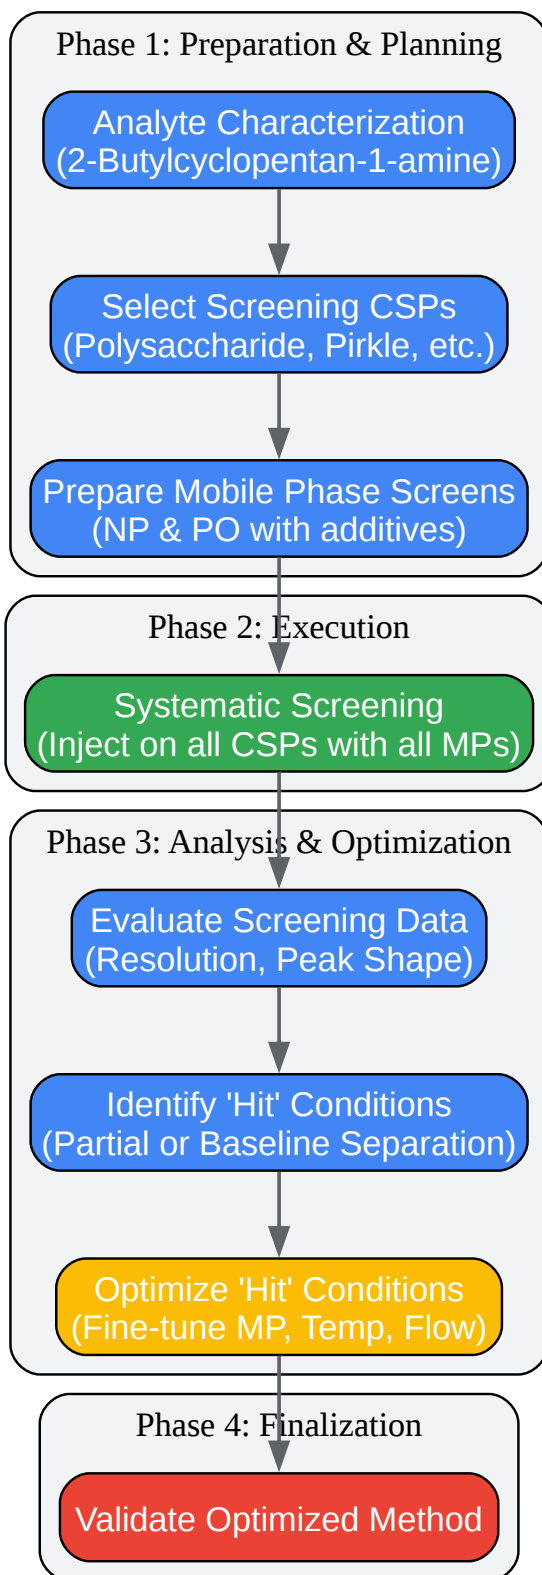 Phase 1: Preparation & Planning
Analyte Characterization
(2-Butylcyclopentan-1-amine)
Select Screening CSPs
(Polysaccharide, Pirkle, etc.)
Prepare Mobile Phase Screens
(NP & PO with additives)
Phase 2: Execution
Systematic Screening
(Inject on all CSPs with all MPs)
Phase 3: Analysis & Optimization
Evaluate Screening Data
(Resolution, Peak Shape)
Identify 'Hit' Conditions
(Partial or Baseline Separation)
Optimize 'Hit' Conditions
(Fine-tune MP, Temp, Flow)
Phase 4: Finalization
Validate Optimized Method